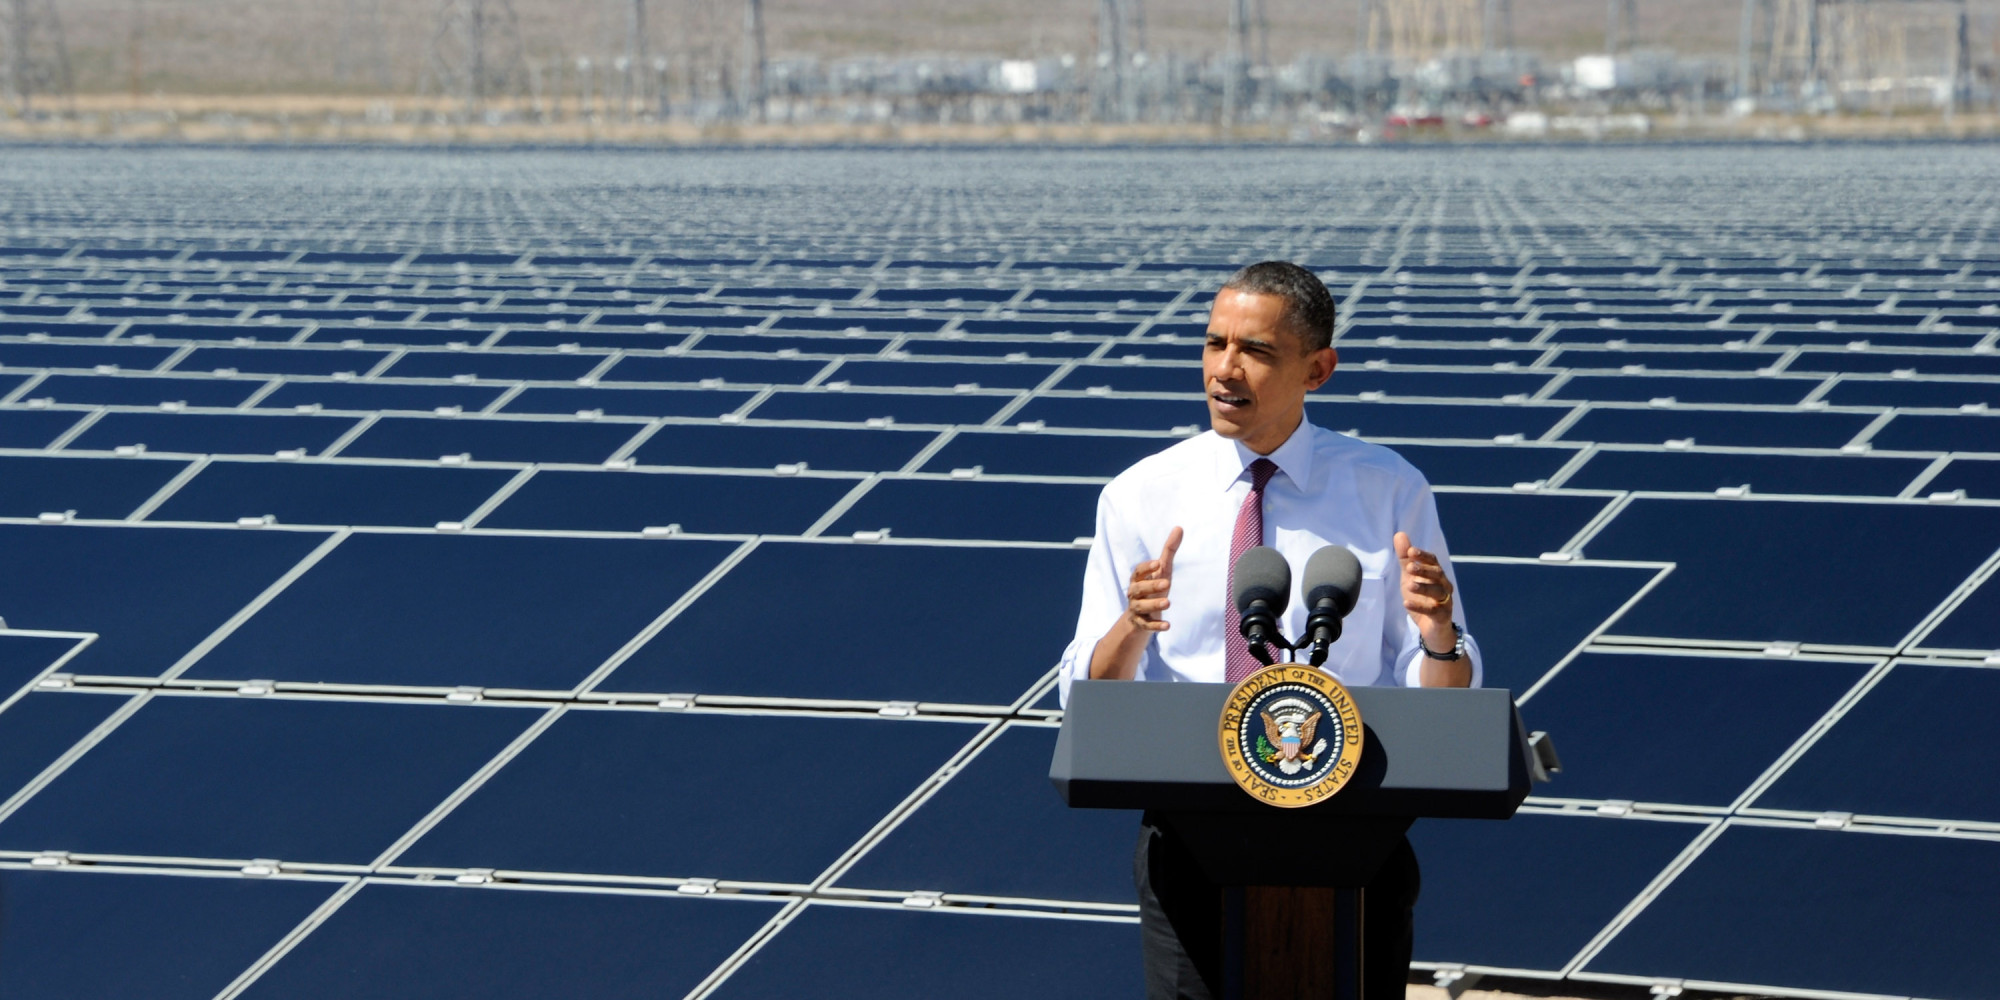 SEAL OF THE PRESIDENT OF THE UNITED STATES